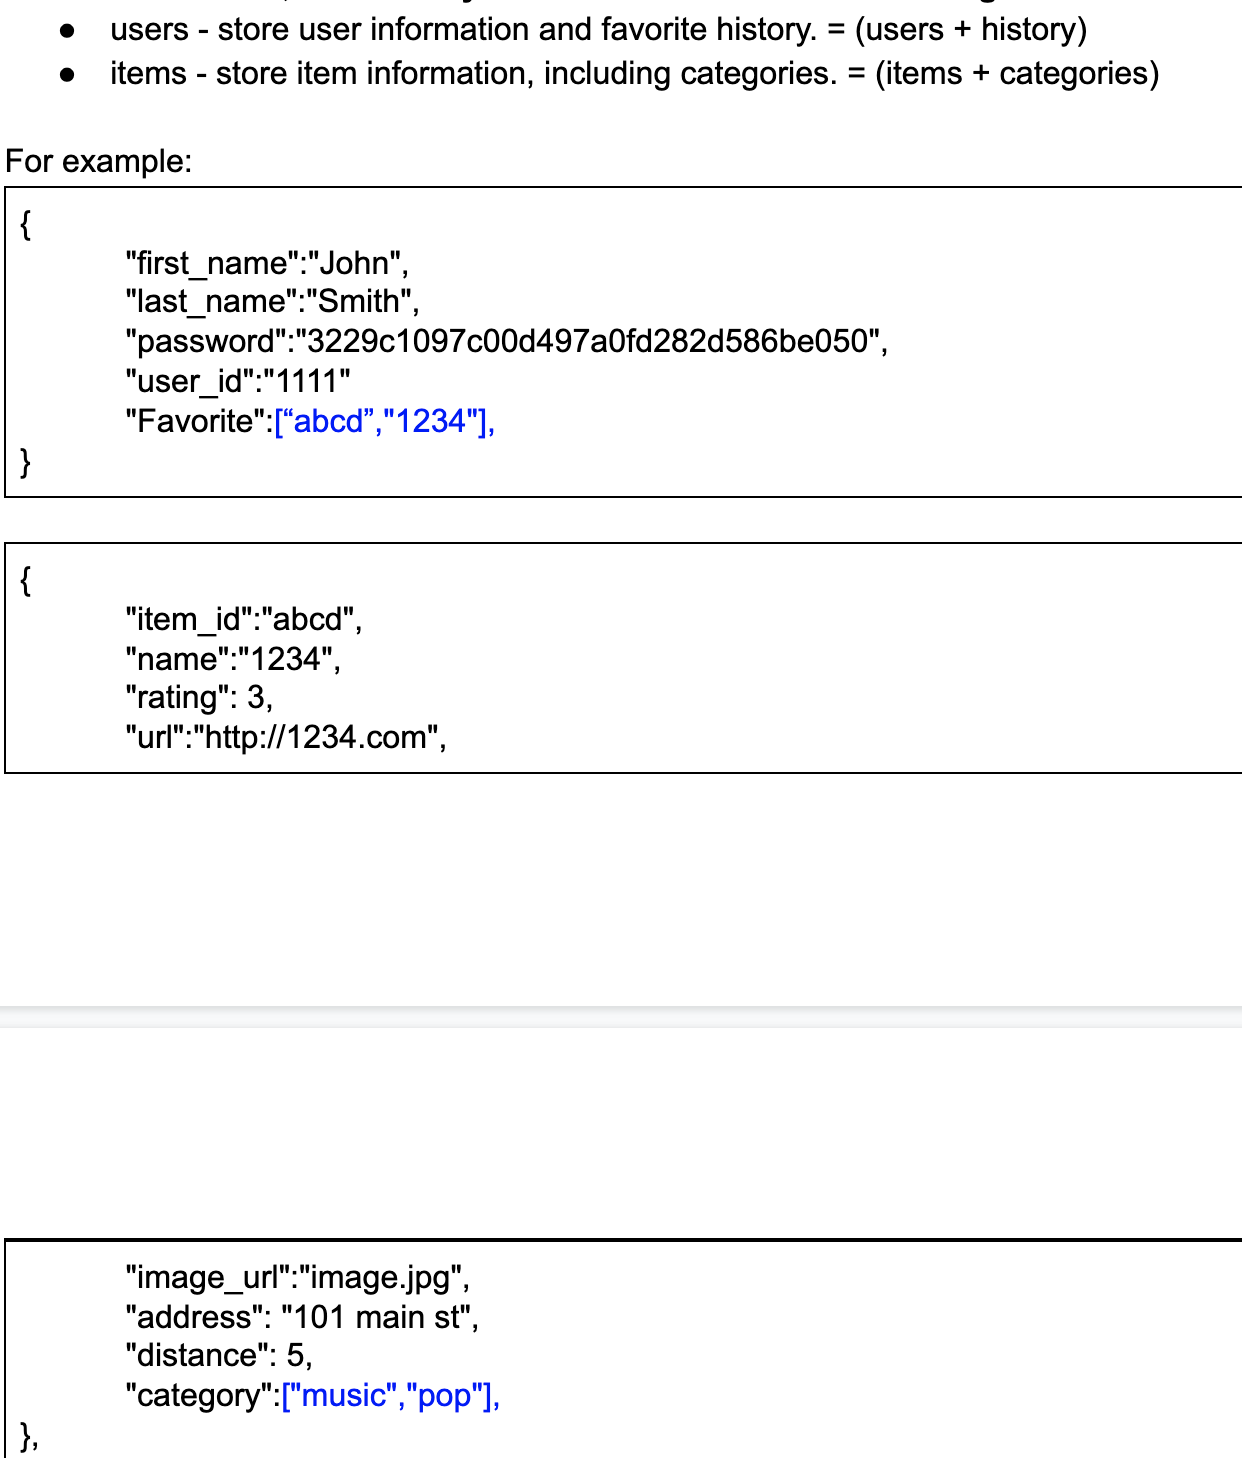 ● users - store user information and favorite history. = (users + history)
● items - store item information, including categories. = (items + categories)
For example:
{
"first_name":"John",
"last_name":"Smith",
"password":"3229c1097c00d497a0fd282d586be050",
"user_id":"1111"
"Favorite":[“abcd”,"1234"],
}
{
"item_id":"abcd",
"name":"1234",
"rating": 3,
"url":"http://1234.com",
"image_url":"image.jpg",
"address": "101 main st",
"distance": 5,
"category":["music","pop"],
},